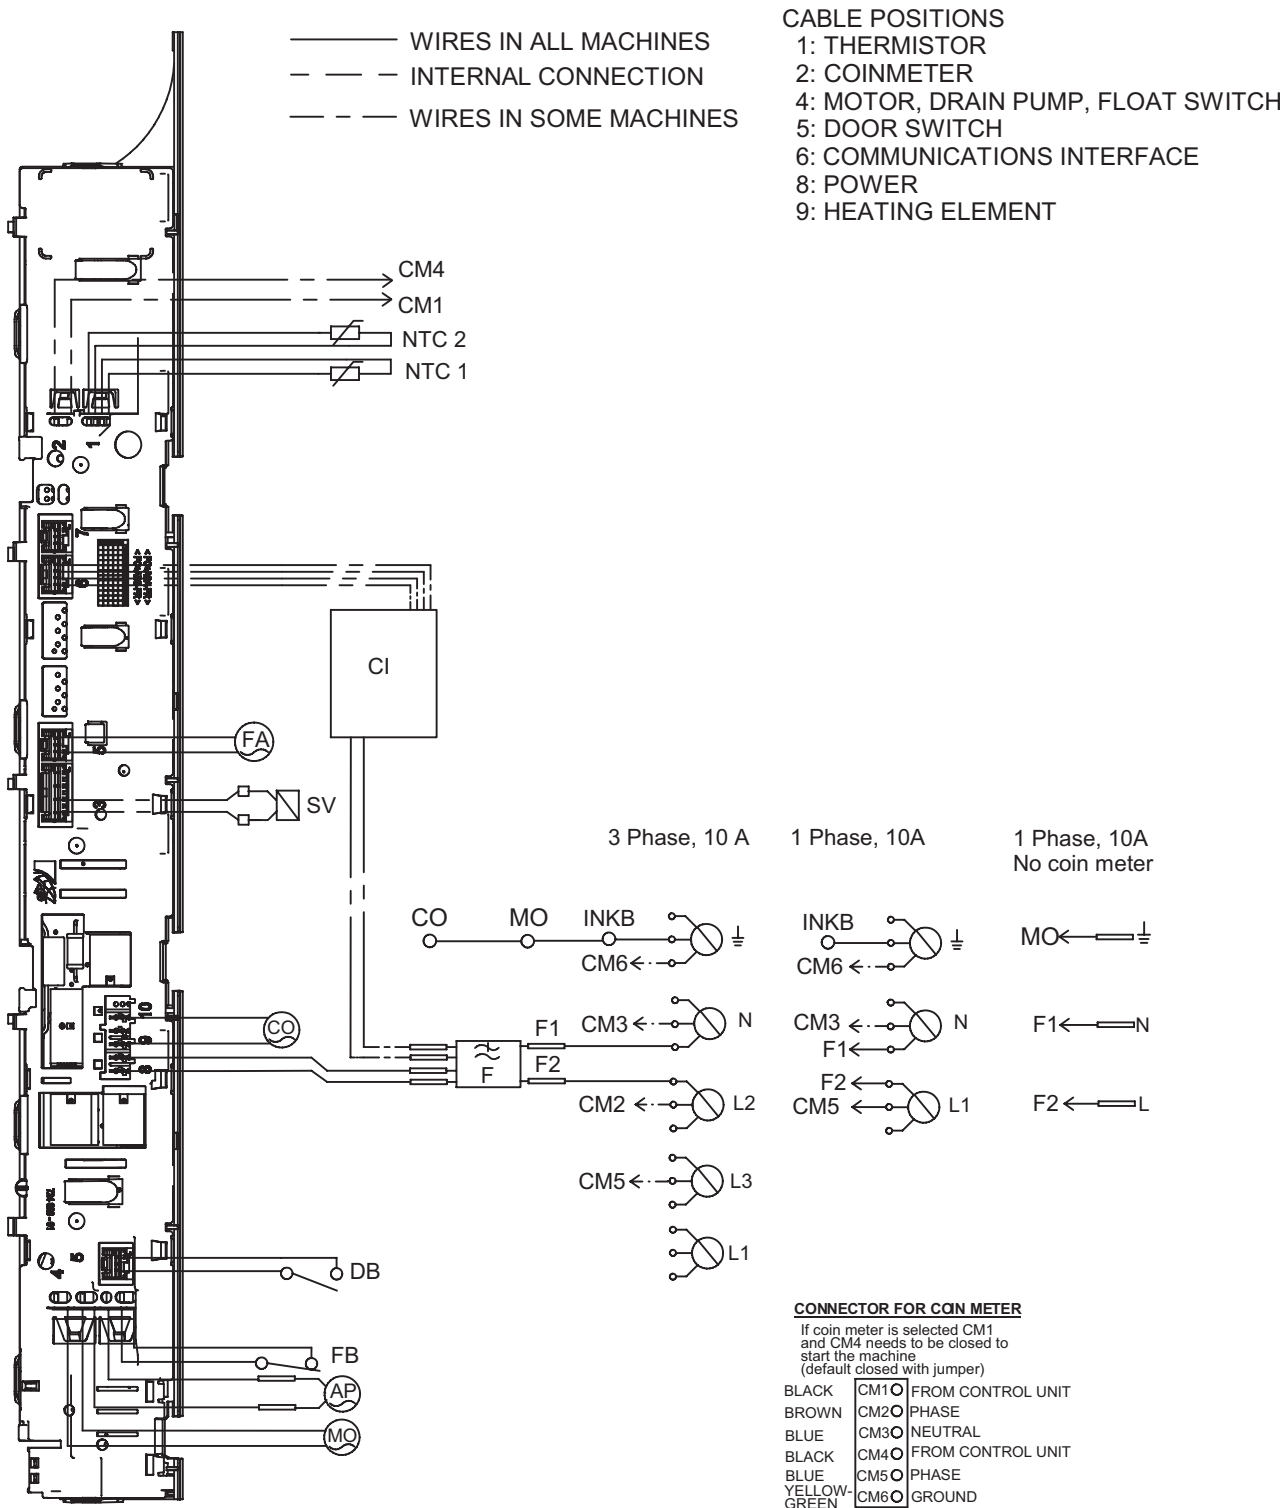 WIRES IN ALL MACHINES
INTERNAL CONNECTION
WIRES IN SOME MACHINES
CABLE POSITIONS
1: THERMISTOR
2: COINMETER
4: MOTOR, DRAIN PUMP, FLOAT SWITCH
5: DOOR SWITCH
6: COMMUNICATIONS INTERFACE
8: POWER
9: HEATING ELEMENT
CM4
CM1
NTC 2
NTC 1
2
1
7
6
CI
5
FA
3
SV
3 Phase, 10 A
1 Phase, 10A
1 Phase, 10A
No coin meter
CO MO INKB
CM6
INKB
CM6
MO
10
9
8
CO
F
F1
F2
CM3 N
CM3 N
F1
F1 N
CM2 L2
F2
CM5 L1
F2 L
CM5 L3
L1
5
4
DB
FB
AP
MO
CONNECTOR FOR COIN METER
If coin meter is selected CM1
and CM4 needs to be closed to
start the machine
(default closed with jumper)
BLACK CM1 FROM CONTROL UNIT
BROWN CM2 PHASE
BLUE CM3 NEUTRAL
BLACK CM4 FROM CONTROL UNIT
BLUE CM5 PHASE
YELLOW-
GREEN CM6 GROUND